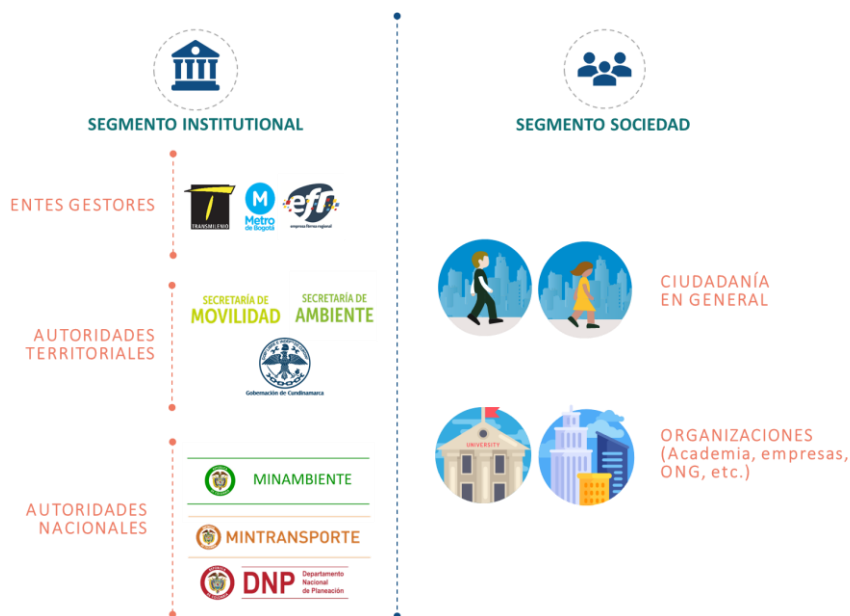 SEGMENTO INSTITUTIONAL
ENTES GESTORES
TRANSMILENIO
M
Metro
de Bogotá
efr
empresa férrea regional
AUTORIDADES
TERRITORIALES
SECRETARÍA DE
MOVILIDAD
SECRETARÍA DE
AMBIENTE
Gobernación de Cundinamarca
AUTORIDADES
NACIONALES
MINAMBIENTE
MINTRANSPORTE
DNP
Departamento
Nacional
de Planeación
SEGMENTO SOCIEDAD
CIUDADANÍA
EN GENERAL
UNIVERSITY
ORGANIZACIONES
(Academia, empresas,
ONG, etc.)